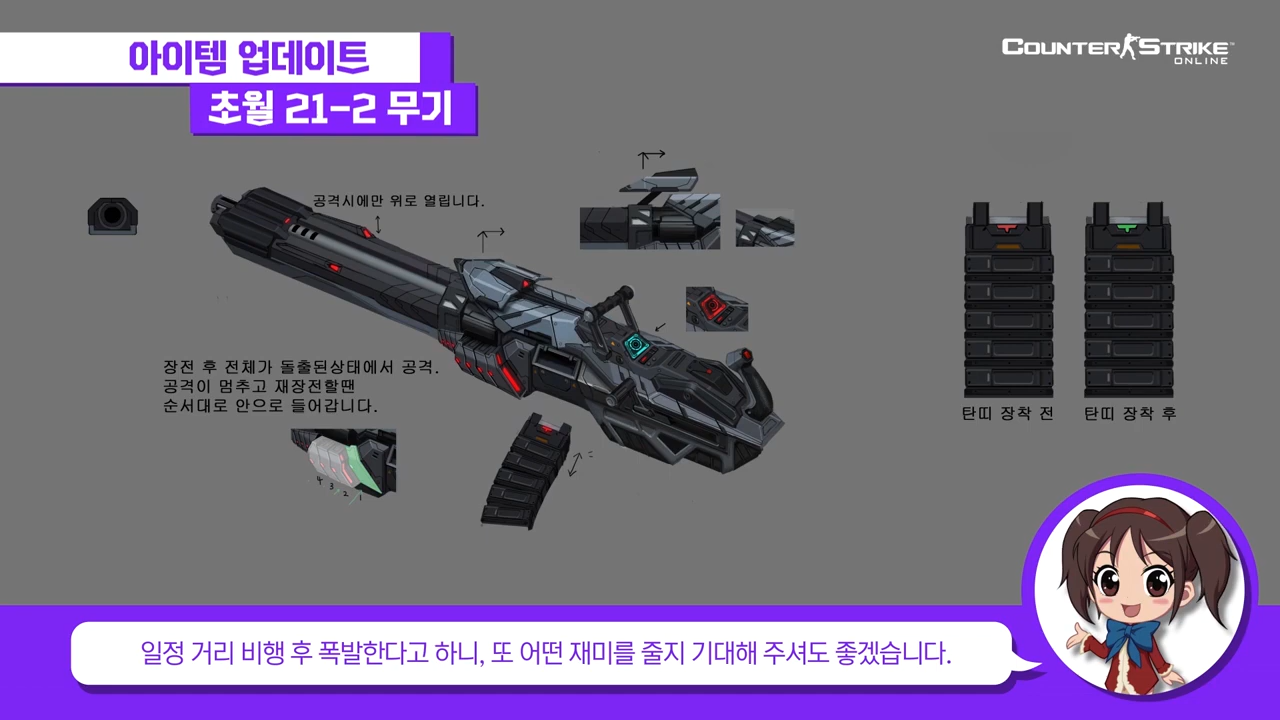 아이템 업데이트
초월 21-2 무기
COUNTER STRIKE™
ONLINE
공격시에만 위로 열립니다.
장전 후 전체가 돌출된상태에서 공격.
공격이 멈추고 재장전할땐
순서대로 안으로 들어갑니다.
4 3 2 1
탄띠 장착 전
탄띠 장착 후
일정 거리 비행 후 폭발한다고 하니, 또 어떤 재미를 줄지 기대해 주셔도 좋겠습니다.